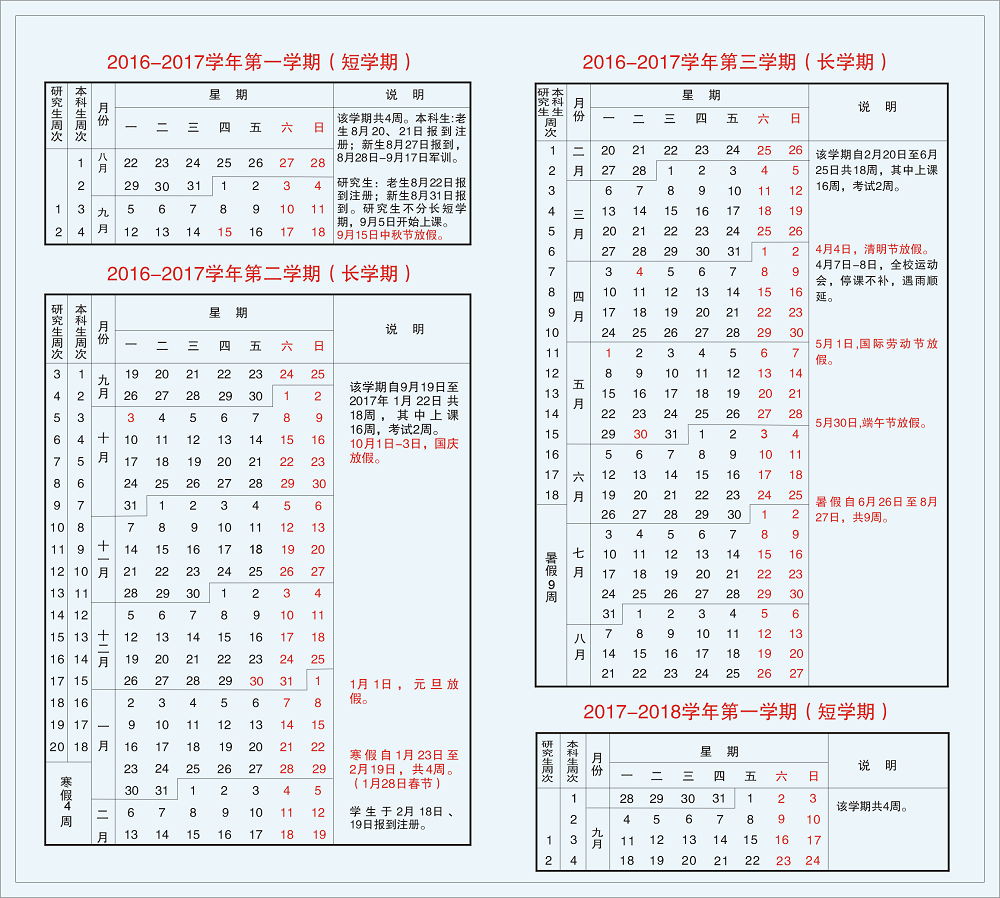 2016-2017学年第一学期（短学期）
研究生周次 本科生周次 月份 星 期 说 明
一 二 三 四 五 六 日
1 八月 22 23 24 25 26 27 28
2 29 30 31 1 2 3 4
1 3 九月 5 6 7 8 9 10 11
2 4 12 13 14 15 16 17 18
该学期共4周。本科生:老
生8月20、21日报到注
册；新生8月27日报到，
8月28日-9月17日军训。
研究生：老生8月22日报
到注册；新生8月31日报
到。研究生不分长短学
期，9月5日开始上课。
9月15日中秋节放假。
2016-2017学年第二学期（长学期）
研究生周次 本科生周次 月份 星 期 说 明
一 二 三 四 五 六 日
3 1 九月 19 20 21 22 23 24 25
4 2 26 27 28 29 30 1 2
5 3 十月 3 4 5 6 7 8 9
6 4 10 11 12 13 14 15 16
7 5 17 18 19 20 21 22 23
8 6 24 25 26 27 28 29 30
9 7 31 1 2 3 4 5 6
10 8 十一月 7 8 9 10 11 12 13
11 9 14 15 16 17 18 19 20
12 10 21 22 23 24 25 26 27
13 11 28 29 30 1 2 3 4
14 12 十二月 5 6 7 8 9 10 11
15 13 12 13 14 15 16 17 18
16 14 19 20 21 22 23 24 25
17 15 26 27 28 29 30 31 1
18 16 一月 2 3 4 5 6 7 8
19 17 9 10 11 12 13 14 15
20 18 16 17 18 19 20 21 22
寒假4周 23 24 25 26 27 28 29
30 31 1 2 3 4 5
二月 6 7 8 9 10 11 12
13 14 15 16 17 18 19
该学期自9月19日至
2017年 1月 22日 共
18周，其中上课
16周，考试2周。
10月1日-3日，国庆
放假。
1月 1日，元旦放
假。
寒假自1月23日至
2月19日，共4周。
（1月28日春节）
学生于2月 18日、
19日报到注册。
2016-2017学年第三学期（长学期）
研究生周次 本科生周次 月份 星 期 说 明
一 二 三 四 五 六 日
1 二月 20 21 22 23 24 25 26
2 27 28 1 2 3 4 5
3 三月 6 7 8 9 10 11 12
4 13 14 15 16 17 18 19
5 20 21 22 23 24 25 26
6 27 28 29 30 31 1 2
7 四月 3 4 5 6 7 8 9
8 10 11 12 13 14 15 16
9 17 18 19 20 21 22 23
10 24 25 26 27 28 29 30
11 五月 1 2 3 4 5 6 7
12 8 9 10 11 12 13 14
13 15 16 17 18 19 20 21
14 22 23 24 25 26 27 28
15 29 30 31 1 2 3 4
16 六月 5 6 7 8 9 10 11
17 12 13 14 15 16 17 18
18 19 20 21 22 23 24 25
暑假9周 26 27 28 29 30 1 2
七月 3 4 5 6 7 8 9
10 11 12 13 14 15 16
17 18 19 20 21 22 23
24 25 26 27 28 29 30
31 1 2 3 4 5 6
八月 7 8 9 10 11 12 13
14 15 16 17 18 19 20
21 22 23 24 25 26 27
该学期自2月20日至6月
25日共18周，其中上课
16周，考试2周。
4月4日，清明节放假。
4月7日-8日，全校运动
会，停课不补，遇雨顺
延。
5月1日,国际劳动节放
假。
5月30日,端午节放假。
暑假自6月26日至8月
27日，共9周。
2017-2018学年第一学期（短学期）
研究生周次 本科生周次 月份 星 期 说 明
一 二 三 四 五 六 日
1 28 29 30 31 1 2 3
2 九月 4 5 6 7 8 9 10
1 3 11 12 13 14 15 16 17
2 4 18 19 20 21 22 23 24
该学期共4周。